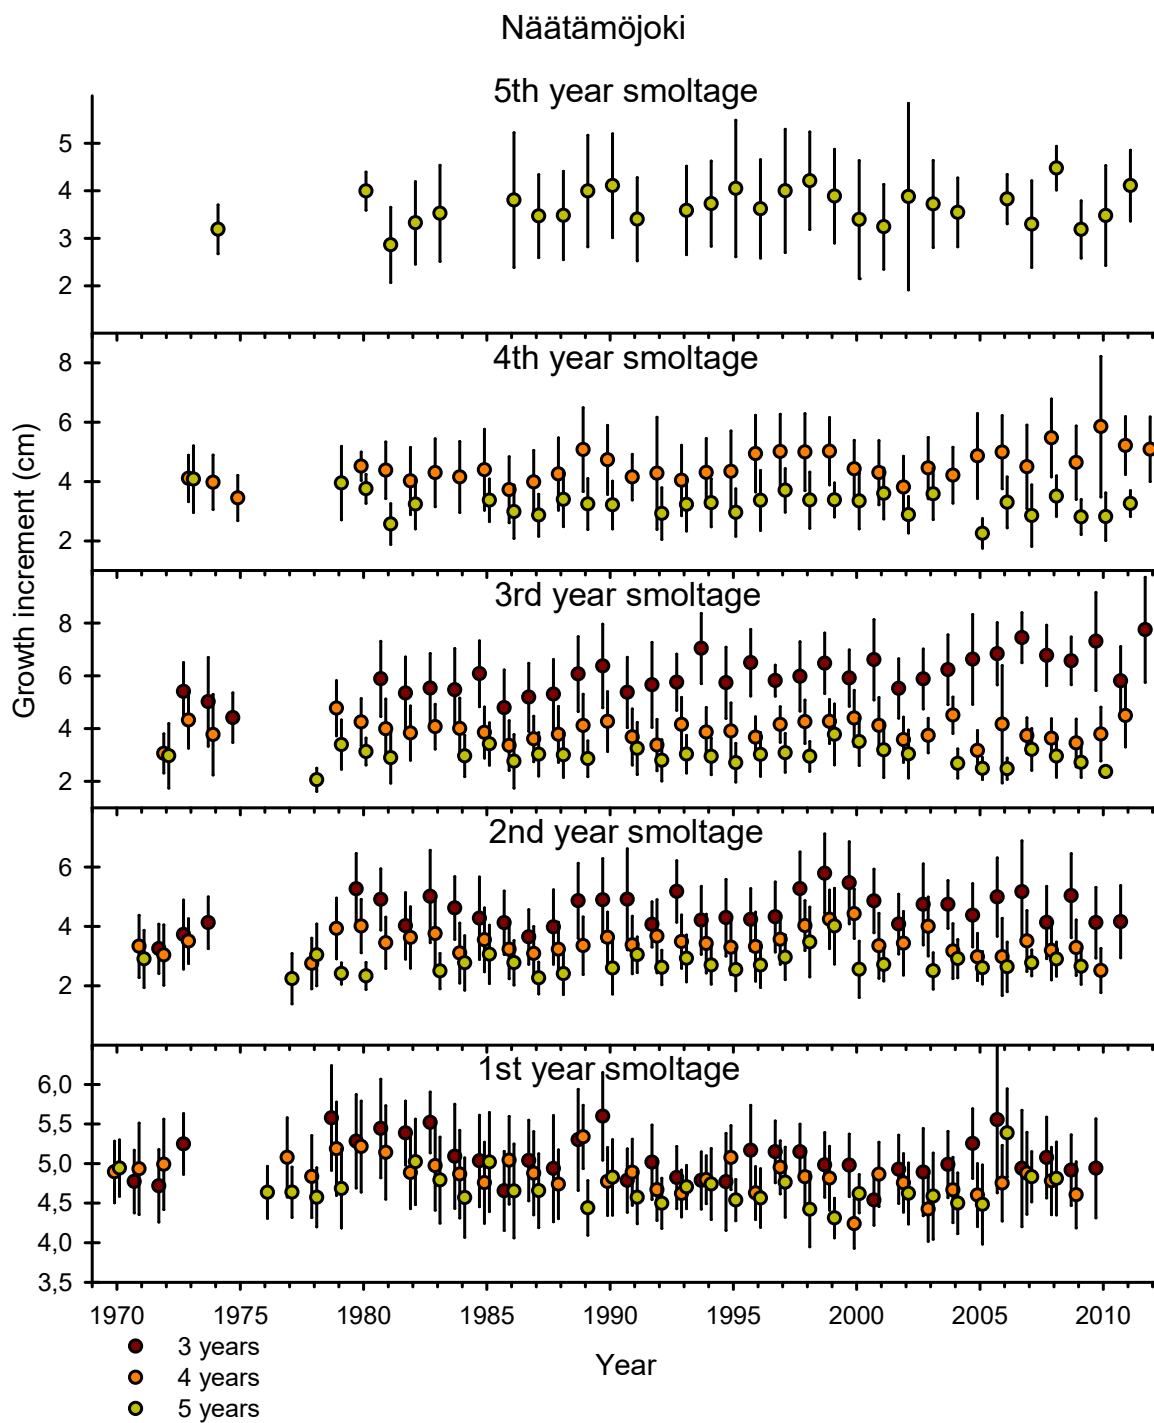 Näätämöjoki
5th year smoltage
5
4
3
2
4th year smoltage
8
6
4
2
Growth increment (cm)
3rd year smoltage
8
6
4
2
2nd year smoltage
6
4
2
1st year smoltage
6,0
5,5
5,0
4,5
4,0
3,5
1970 1975 1980 1985 1990 1995 2000 2005 2010
Year
3 years
4 years
5 years